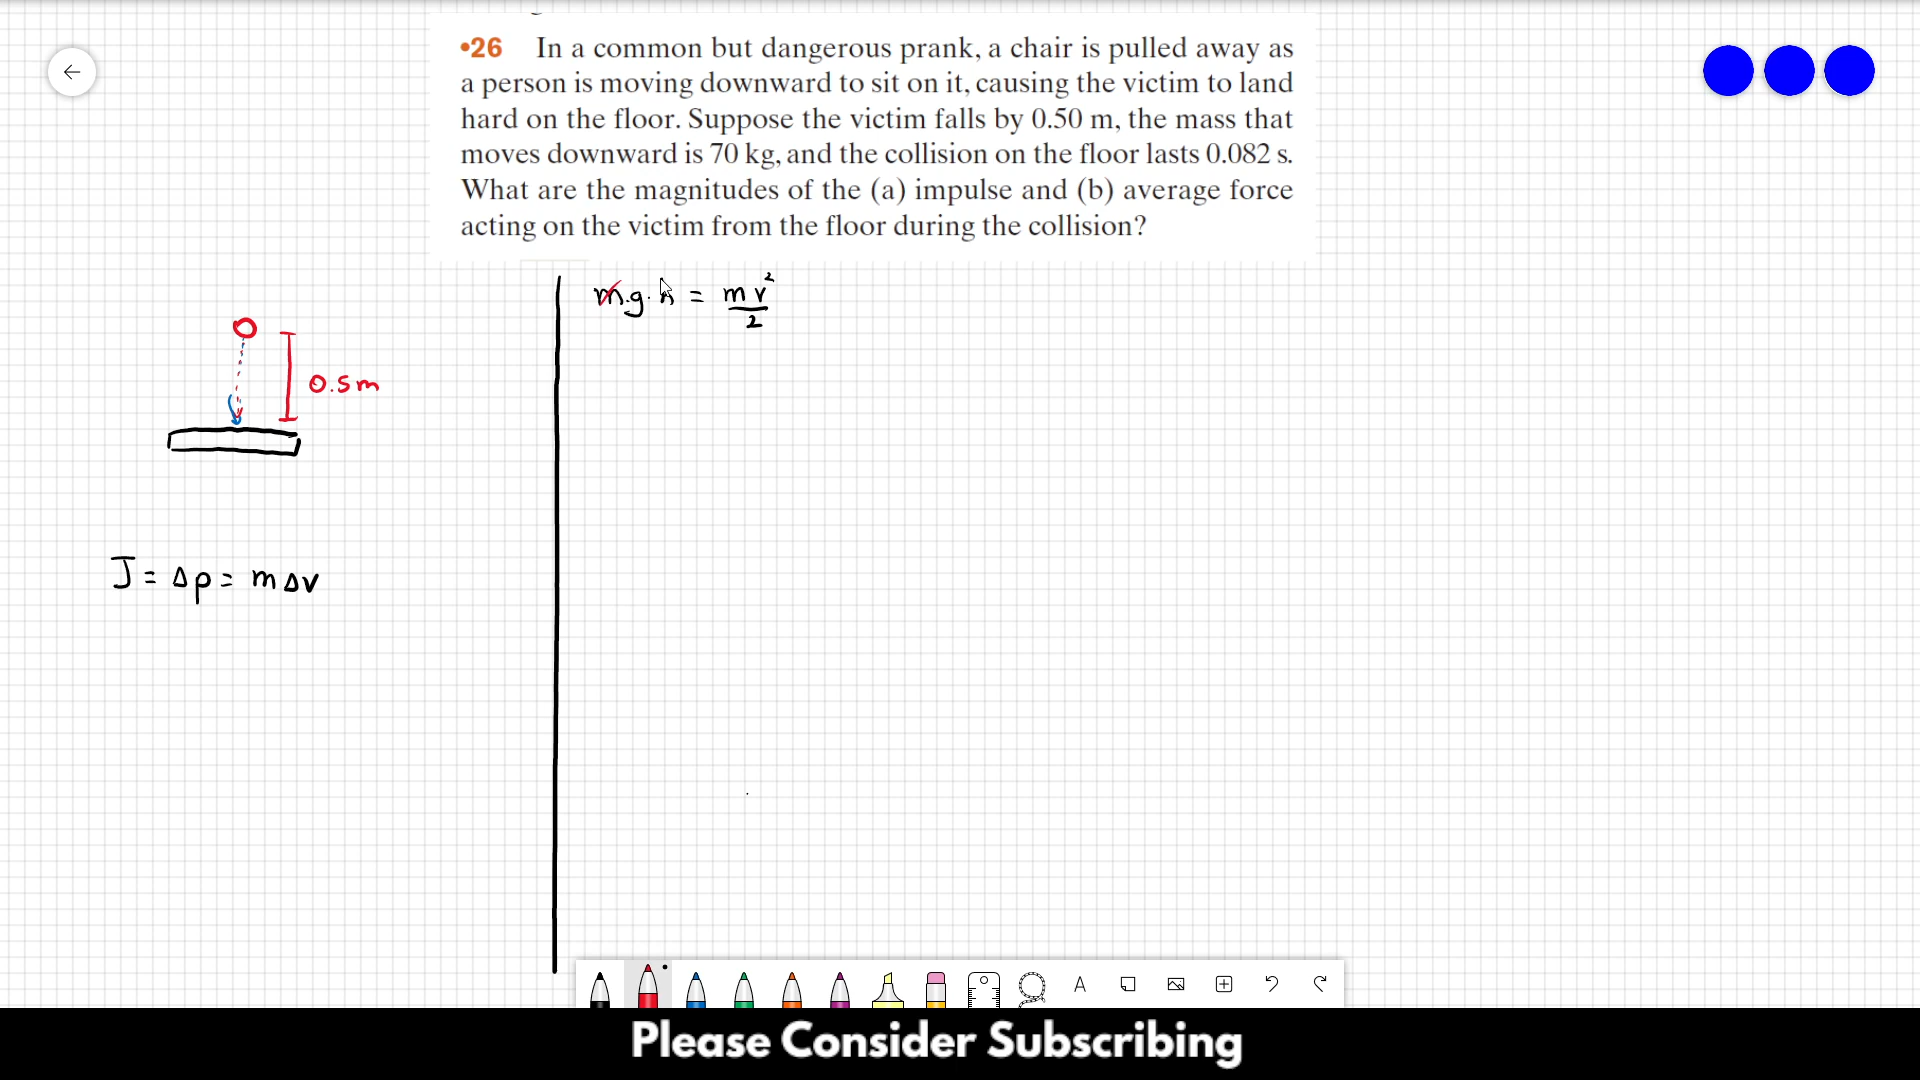 •26 In a common but dangerous prank, a chair is pulled away as
a person is moving downward to sit on it, causing the victim to land
hard on the floor. Suppose the victim falls by 0.50 m, the mass that
moves downward is 70 kg, and the collision on the floor lasts 0.082 s.
What are the magnitudes of the (a) impulse and (b) average force
acting on the victim from the floor during the collision?
m.g.h = mv²/2
0.5m
J = Δp = mΔv
A
Please Consider Subscribing